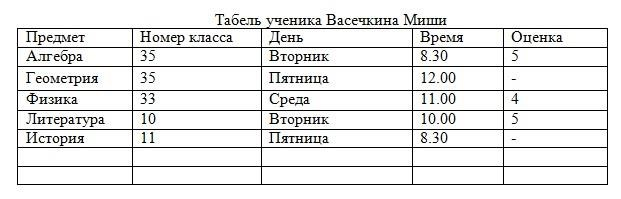 Табель ученика Васечкина Миши
Предмет Номер класса День Время Оценка
Алгебра 35 Вторник 8.30 5
Геометрия 35 Пятница 12.00 -
Физика 33 Среда 11.00 4
Литература 10 Вторник 10.00 5
История 11 Пятница 8.30 -